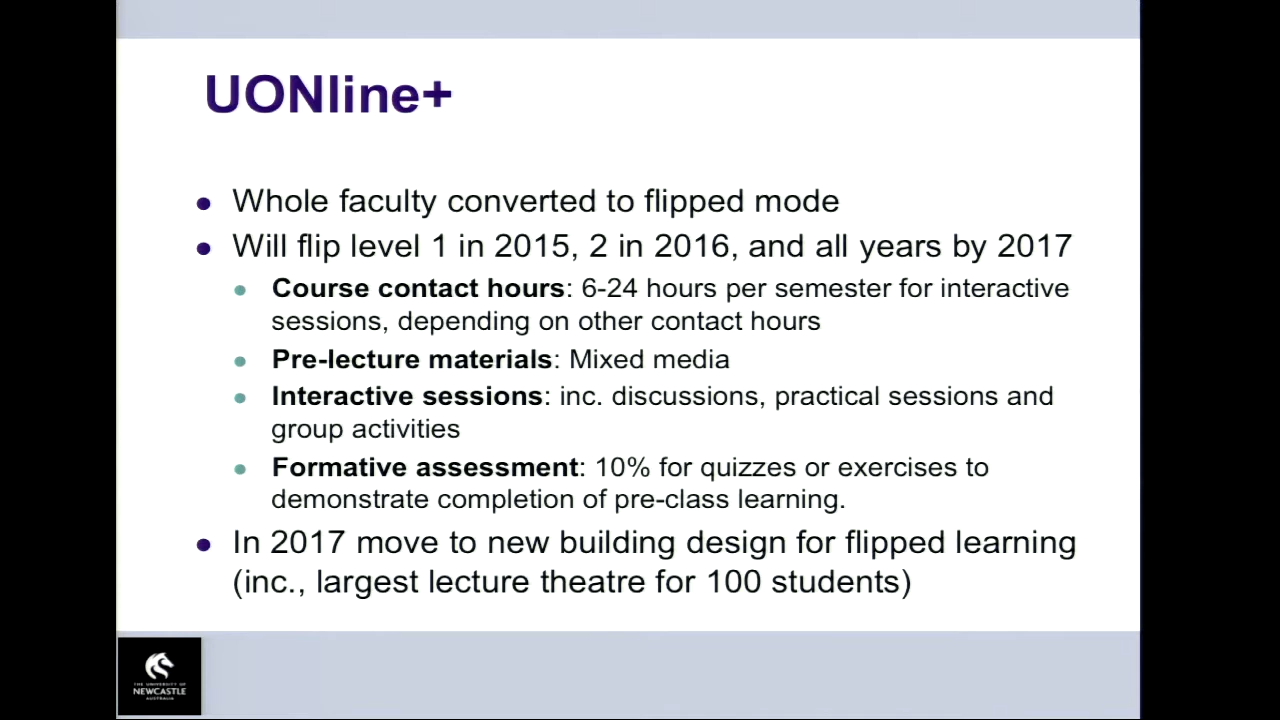 UONline+
Whole faculty converted to flipped mode
Will flip level 1 in 2015, 2 in 2016, and all years by 2017
Course contact hours: 6-24 hours per semester for interactive
sessions, depending on other contact hours
Pre-lecture materials: Mixed media
Interactive sessions: inc. discussions, practical sessions and
group activities
Formative assessment: 10% for quizzes or exercises to
demonstrate completion of pre-class learning.
In 2017 move to new building design for flipped learning
(inc., largest lecture theatre for 100 students)
THE UNIVERSITY OF
NEWCASTLE
AUSTRALIA